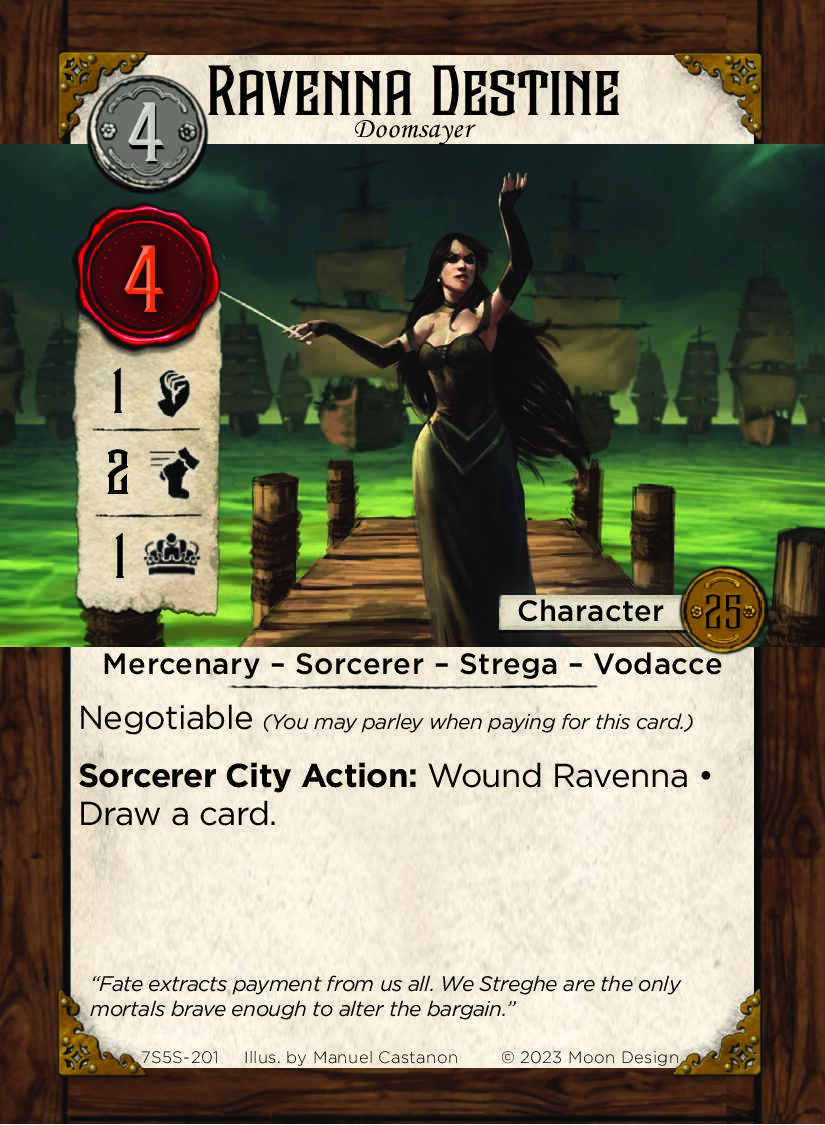 Ravenna Destine
Doomsayer
4
4
1
2
1
Character
25
Mercenary – Sorcerer – Strega – Vodacce
Negotiable (You may parley when paying for this card.)
Sorcerer City Action: Wound Ravenna •
Draw a card.
“Fate extracts payment from us all. We Streghe are the only
mortals brave enough to alter the bargain.”
7S5S-201 Illus. by Manuel Castanon © 2023 Moon Design